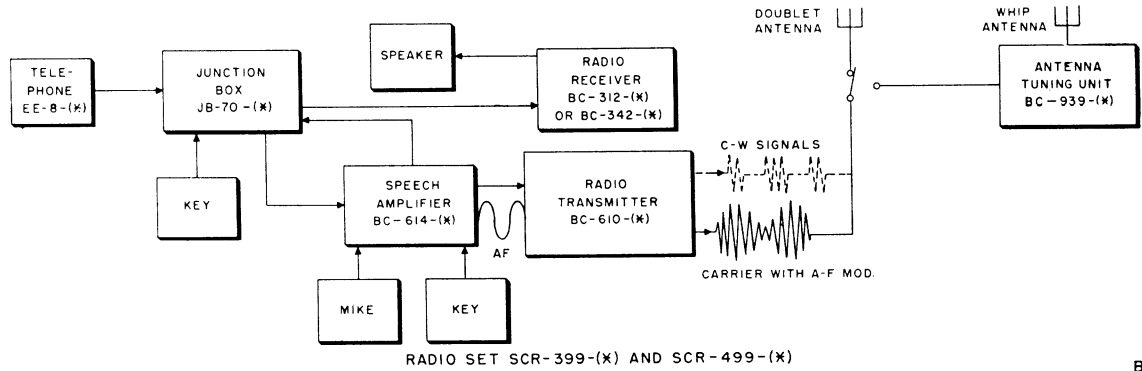 DOUBLET
ANTENNA
WHIP
ANTENNA
TELE-
PHONE
EE-8-(*)
JUNCTION
BOX
JB-70-(*)
SPEAKER
RADIO
RECEIVER
BC-312-(*)
OR BC-342-(*)
ANTENNA
TUNING UNIT
BC-939-(*)
KEY
SPEECH
AMPLIFIER
BC-614-(*)
AF
RADIO
TRANSMITTER
BC-610-(*)
C-W SIGNALS
CARRIER WITH A-F MOD.
MIKE
KEY
RADIO SET SCR-399-(*) AND SCR-499-(*)
B